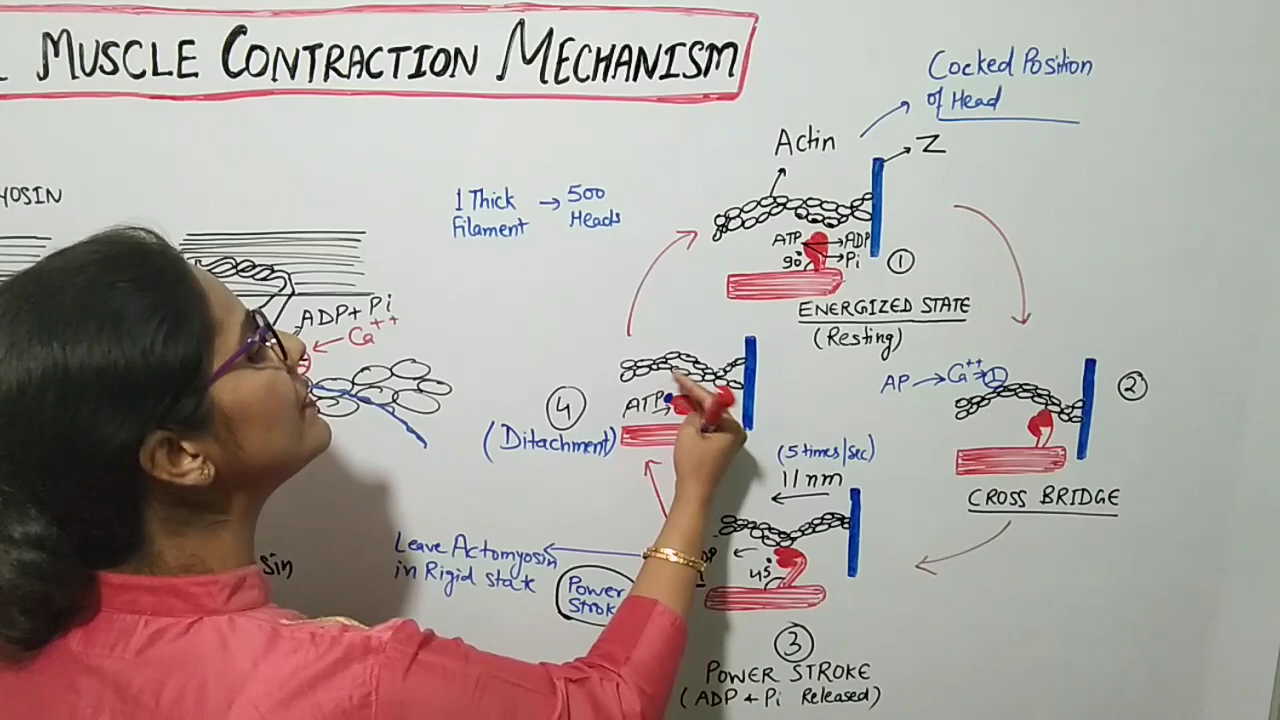 MUSCLE CONTRACTION MECHANISM
Cocked Position
of Head
Actin
Z
YOSIN
1 Thick → 500
Filament Heads
ATP → ADP
90° → Pi
1
ENERGIZED STATE
(Resting)
ADP + Pi
Ca++
AP → Ca++ →
2
CROSS BRIDGE
4
ATP
(Ditachment)
(5 times/sec)
11 nm
Leave Actomyosin
in Rigid state
Power
Strok
45°
sin
3
POWER STROKE
(ADP + Pi Released)